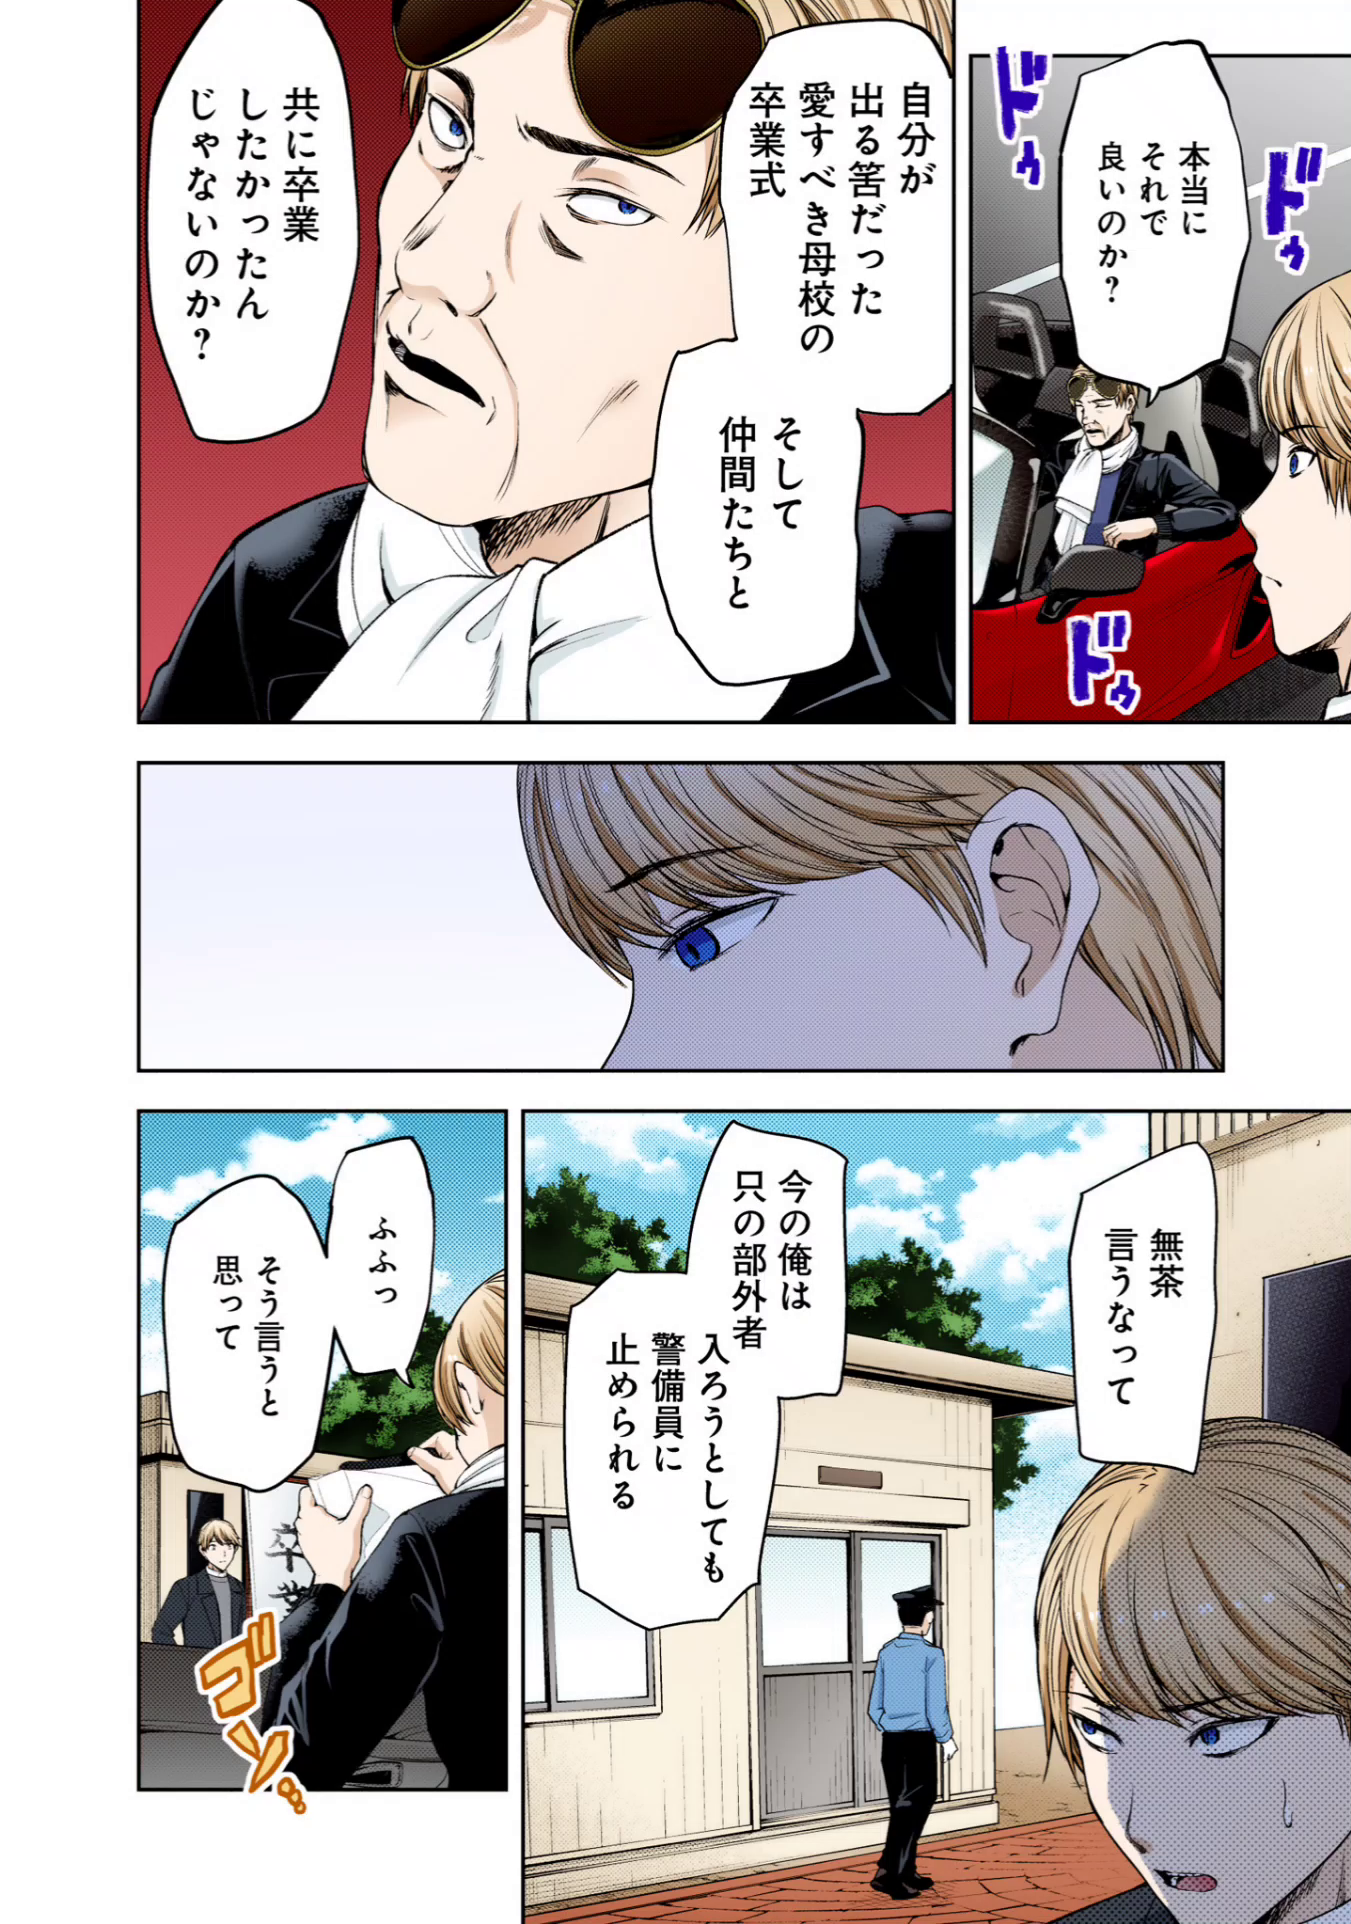 ドゥ
本当に
それで
良いのか?
ドゥ
ドゥ
自分が
出る筈だった
愛すべき母校の
卒業式
そして
仲間たちと
共に卒業
したかったん
じゃないのか?
無茶
言うなって
今の俺は
只の部外者
入ろうとしても
警備員に
止められる
ふふっ
そう言うと
思って
卒業
ゴソ…